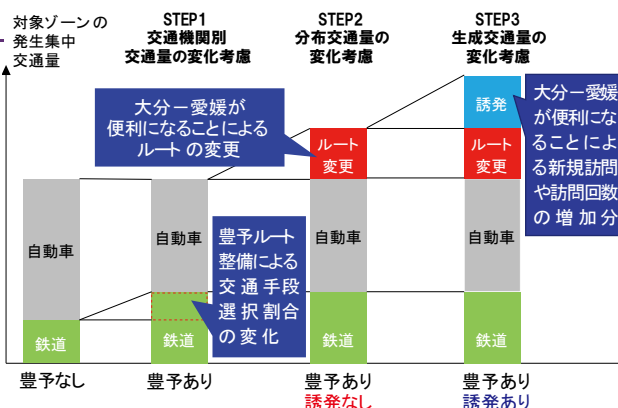 対象ゾーンの
発生集中
交通量
STEP1
交通機関別
交通量の変化考慮
STEP2
分布交通量の
変化考慮
STEP3
生成交通量の
変化考慮
大分－愛媛が
便利になることによる
ルートの変更
誘発
大分－愛媛
が便利にな
ることによ
る新規訪問
や訪問回数
の増加分
ルート
変更
ルート
変更
自動車
自動車
豊予ルート
整備による
交通手段
選択割合
の変化
自動車
自動車
鉄道
鉄道
鉄道
鉄道
豊予なし
豊予あり
豊予あり
誘発なし
豊予あり
誘発あり